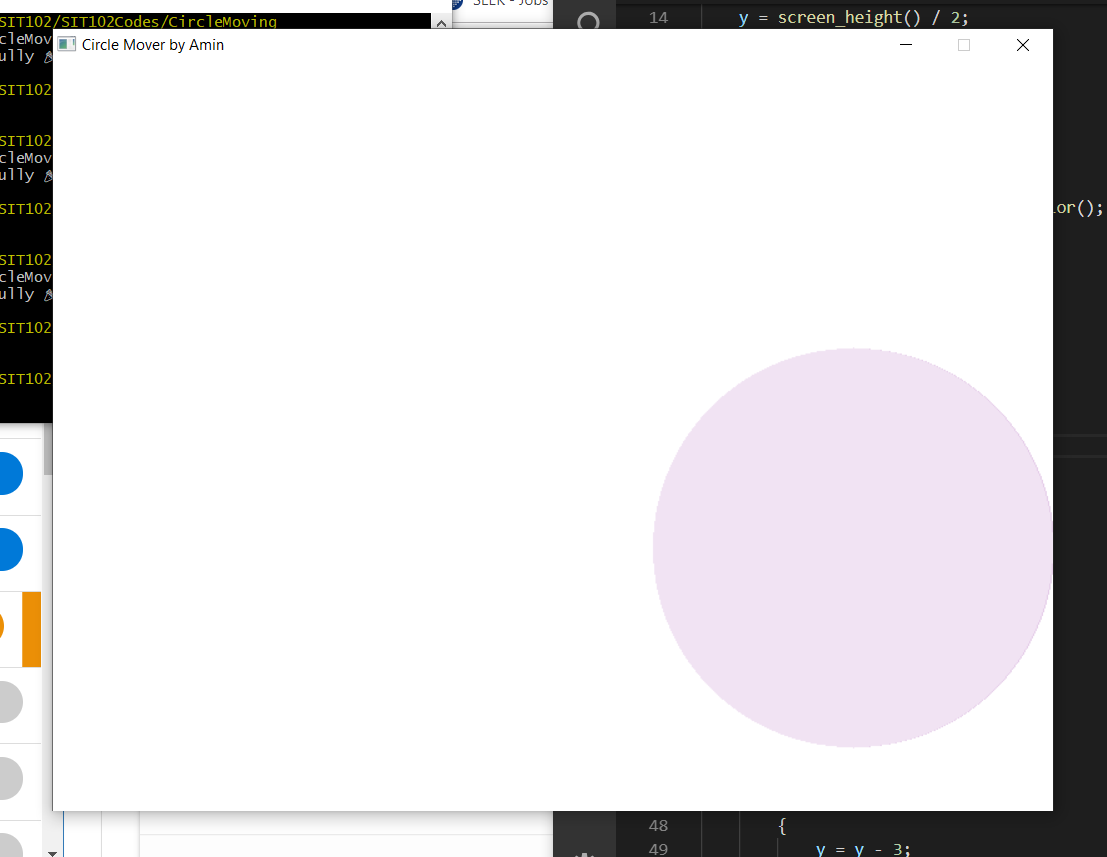 SIT102/SIT102Codes/CircleMoving
cleMov
ully
SIT102
SIT102
cleMov
ully
SIT102
SIT102
cleMov
ully
SIT102
SIT102
SEEK - Jobs
Circle Mover by Amin
14 y = screen_height() / 2;
lor();
48 {
49 y = y - 3;